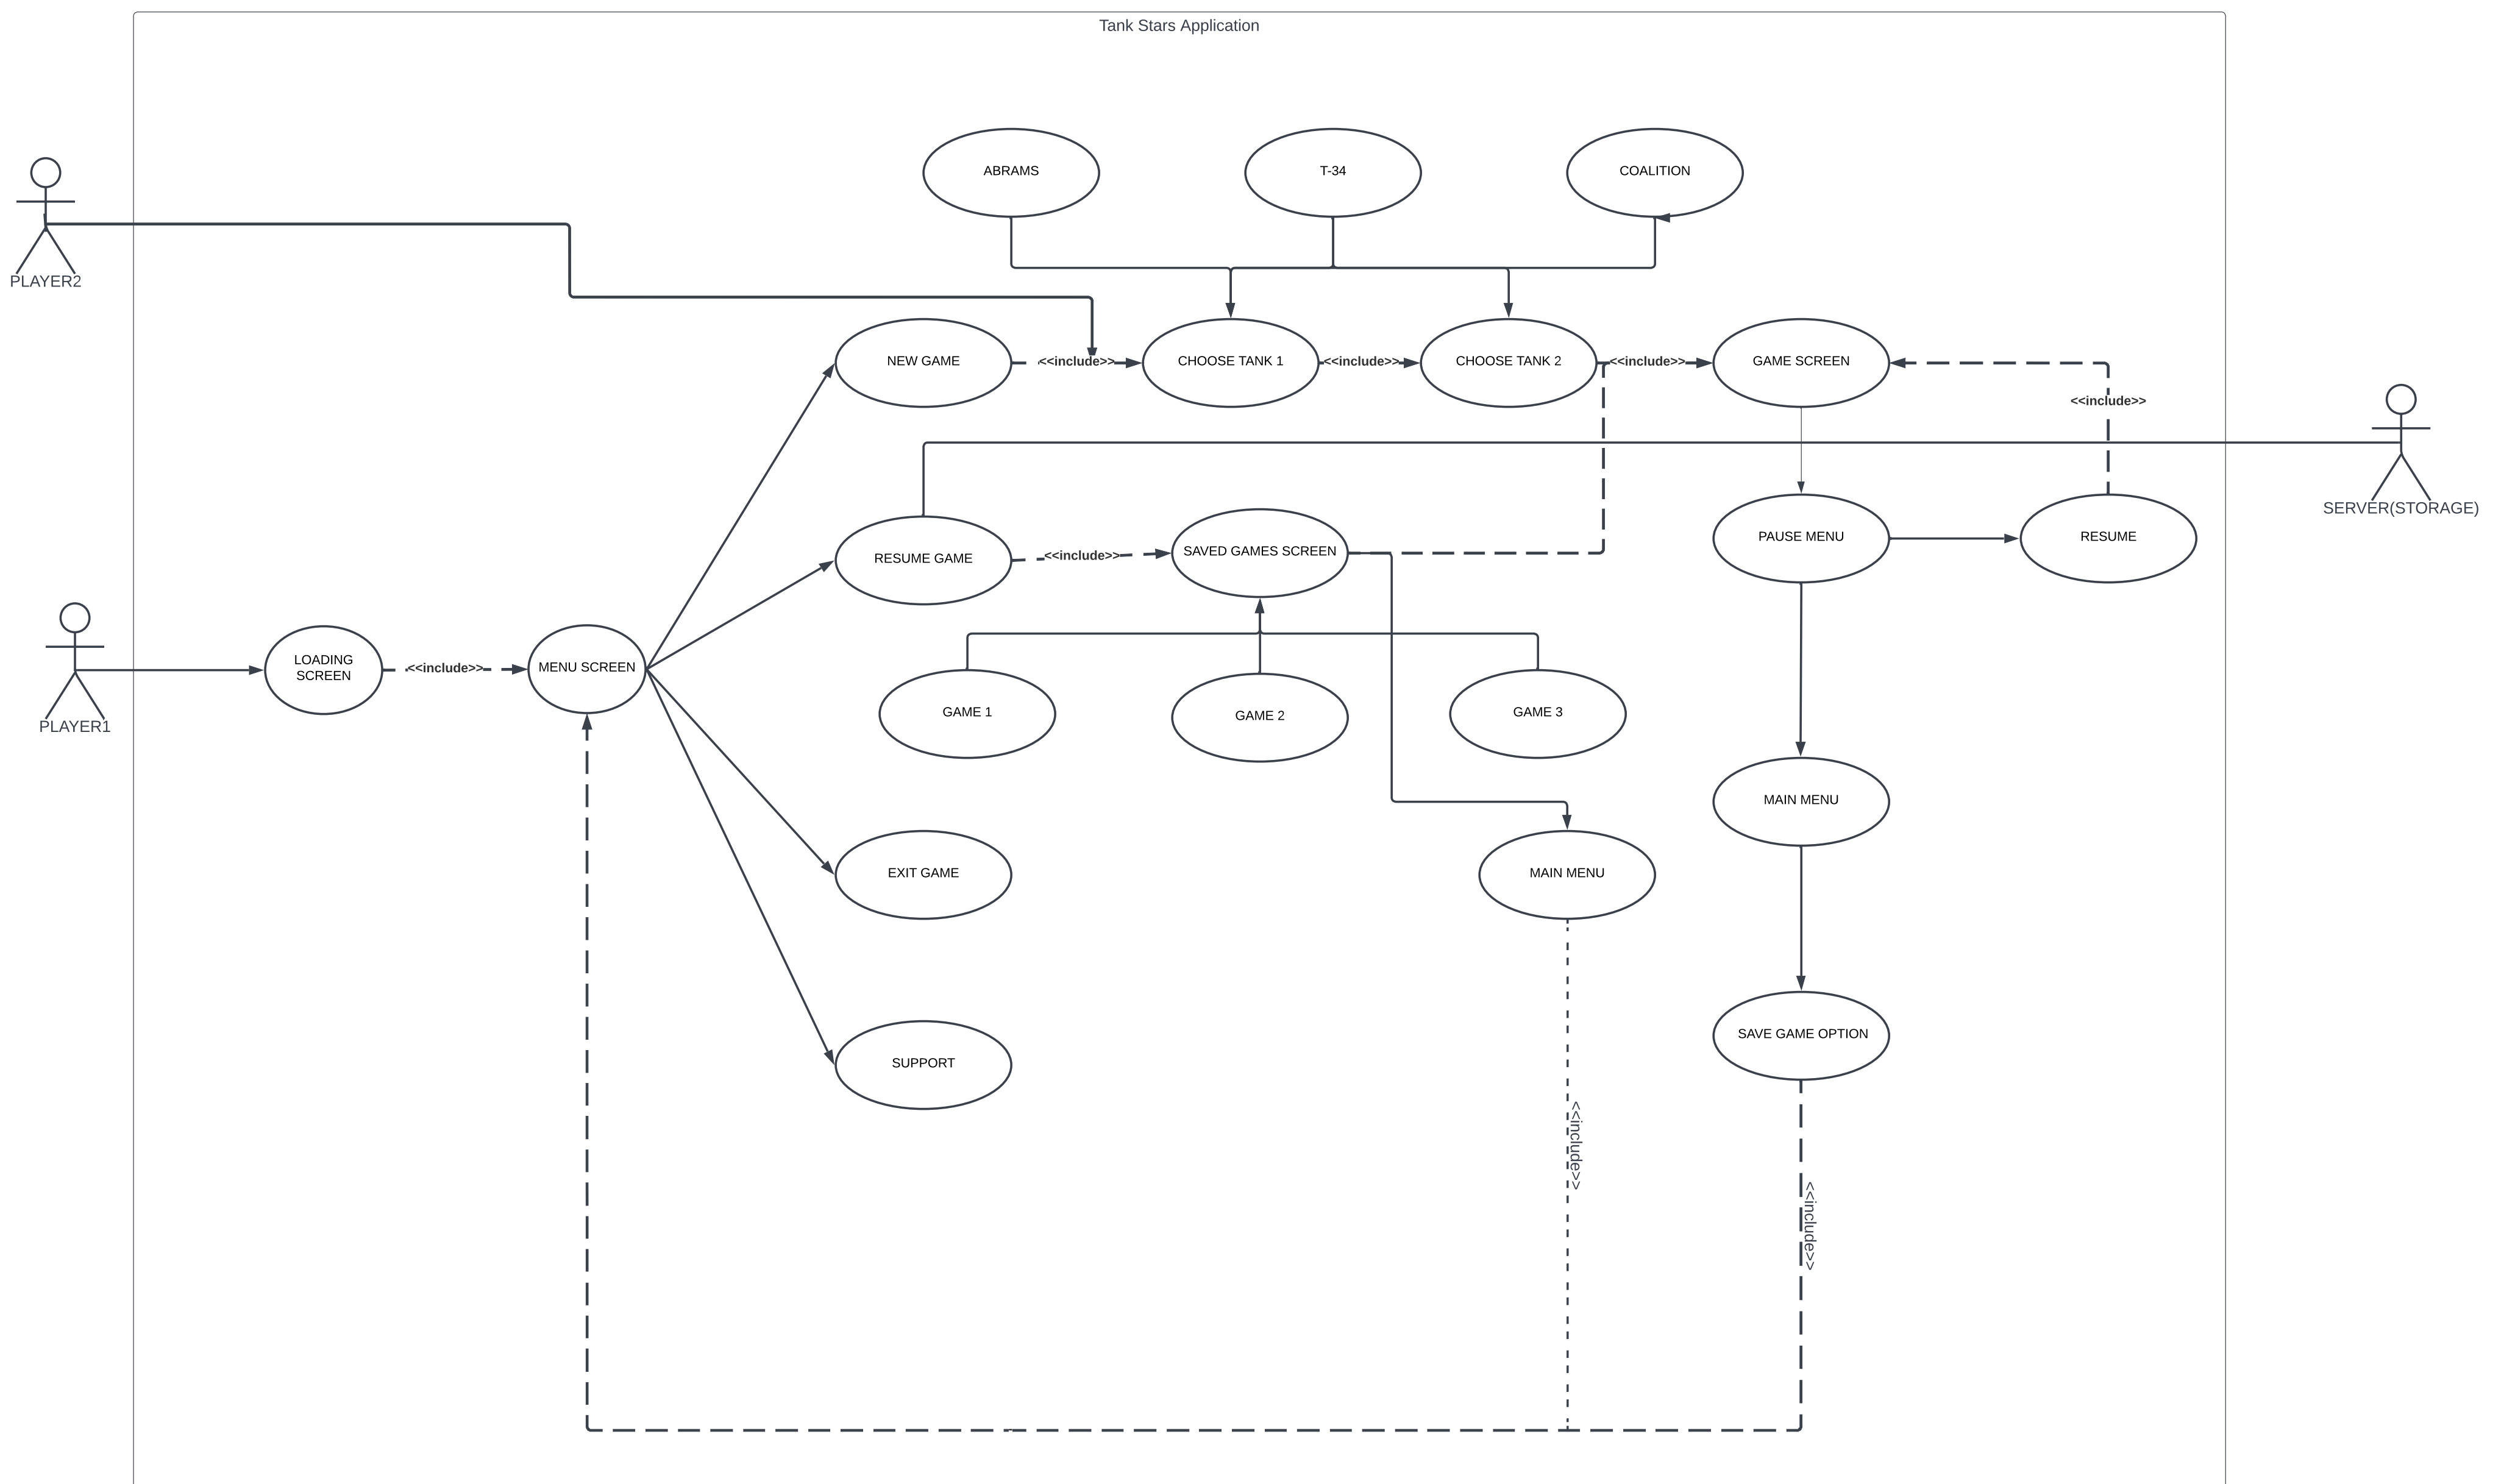 Tank Stars Application
ABRAMS
T-34
COALITION
PLAYER2
NEW GAME
<<include>>
CHOOSE TANK 1
<<include>>
CHOOSE TANK 2
<<include>>
GAME SCREEN
<<include>>
SERVER(STORAGE)
RESUME GAME
<<include>>
SAVED GAMES SCREEN
PAUSE MENU
RESUME
LOADING
SCREEN
<<include>>
MENU SCREEN
PLAYER1
GAME 1
GAME 2
GAME 3
MAIN MENU
EXIT GAME
MAIN MENU
SAVE GAME OPTION
SUPPORT
<<include>>
<<include>>